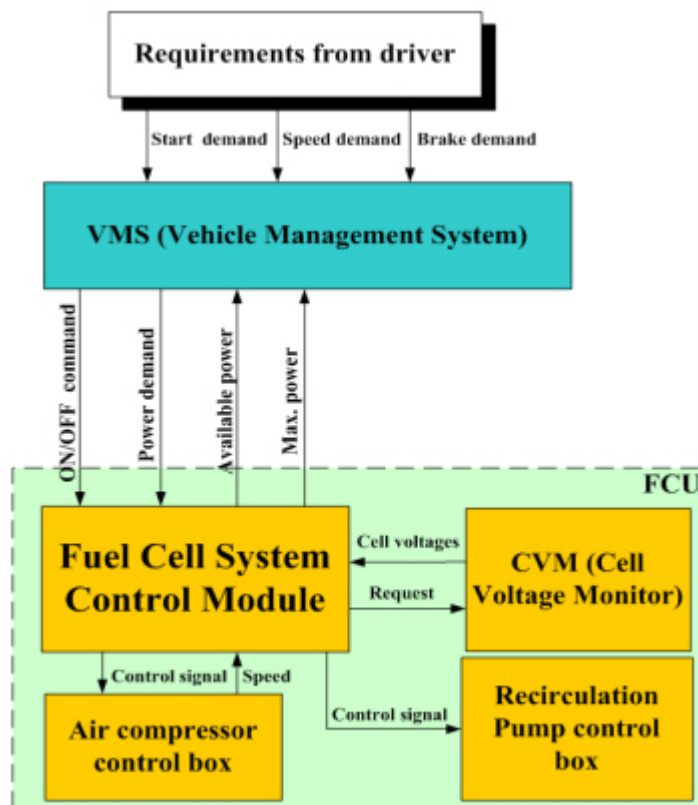 Requirements from driver
Start demand
Speed demand
Brake demand
VMS (Vehicle Management System)
ON/OFF command
Power demand
Available power
Max. power
FCU
Fuel Cell System
Control Module
Cell voltages
Request
CVM (Cell
Voltage Monitor)
Control signal
Speed
Control signal
Air compressor
control box
Recirculation
Pump control
box